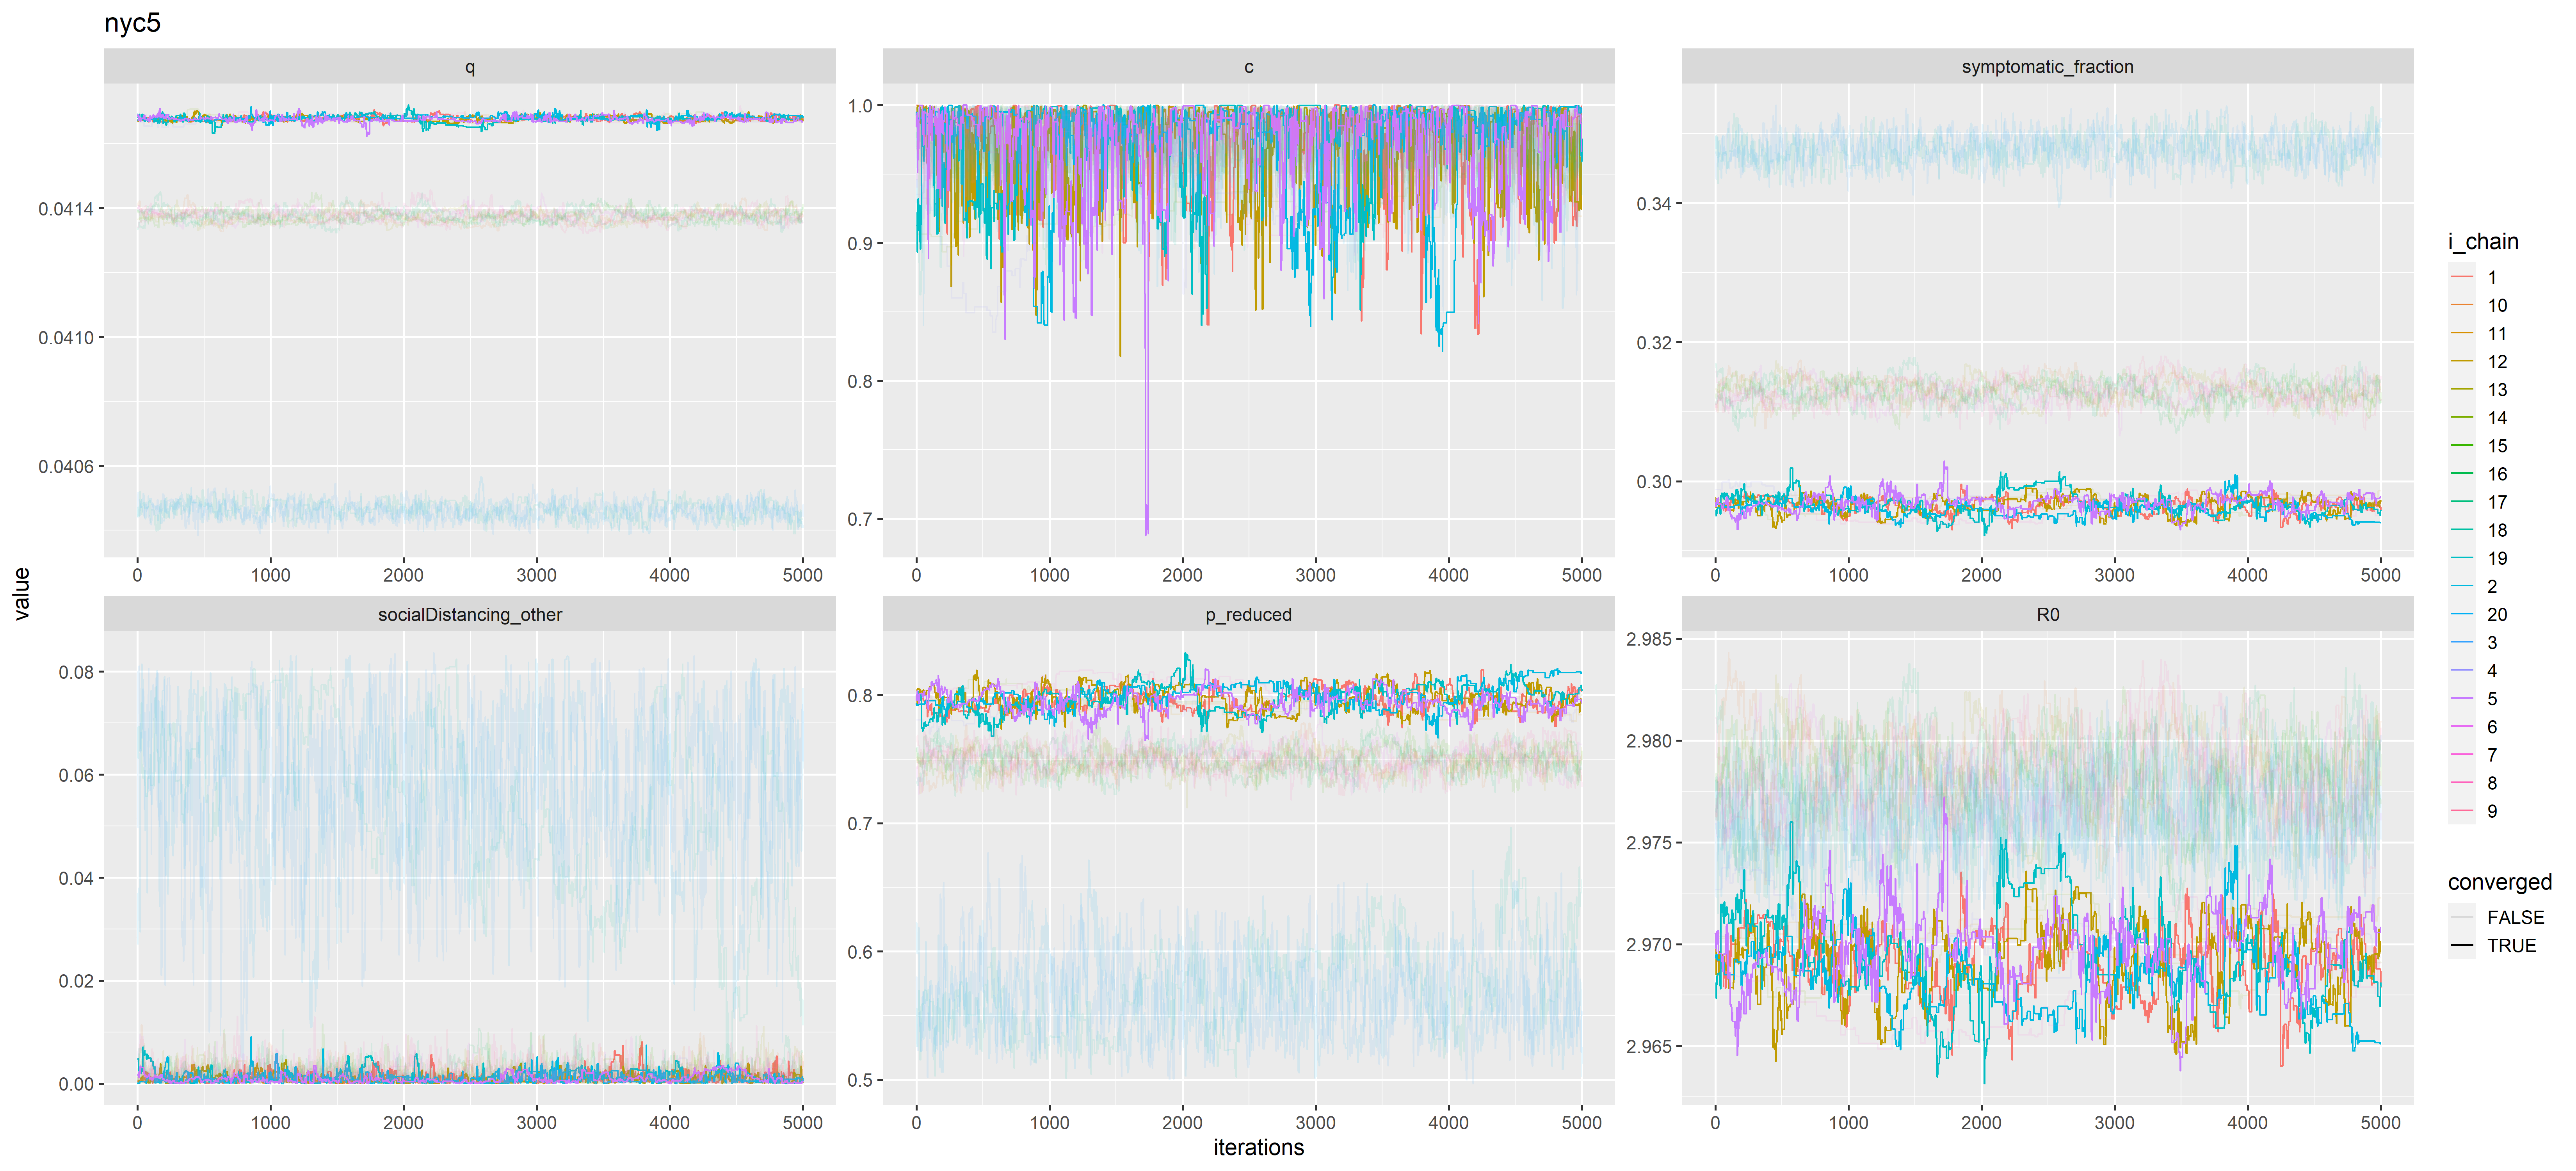 nyc5
q
c
symptomatic_fraction
0.0414
0.0410
0.0406
1.0
0.9
0.8
0.7
0.34
0.32
0.30
0 1000 2000 3000 4000 5000
0 1000 2000 3000 4000 5000
0 1000 2000 3000 4000 5000
value
socialDistancing_other
p_reduced
R0
0.08
0.06
0.04
0.02
0.00
0.8
0.7
0.6
0.5
2.985
2.980
2.975
2.970
2.965
0 1000 2000 3000 4000 5000
0 1000 2000 3000 4000 5000
0 1000 2000 3000 4000 5000
iterations
i_chain
1
10
11
12
13
14
15
16
17
18
19
2
20
3
4
5
6
7
8
9
converged
FALSE
TRUE